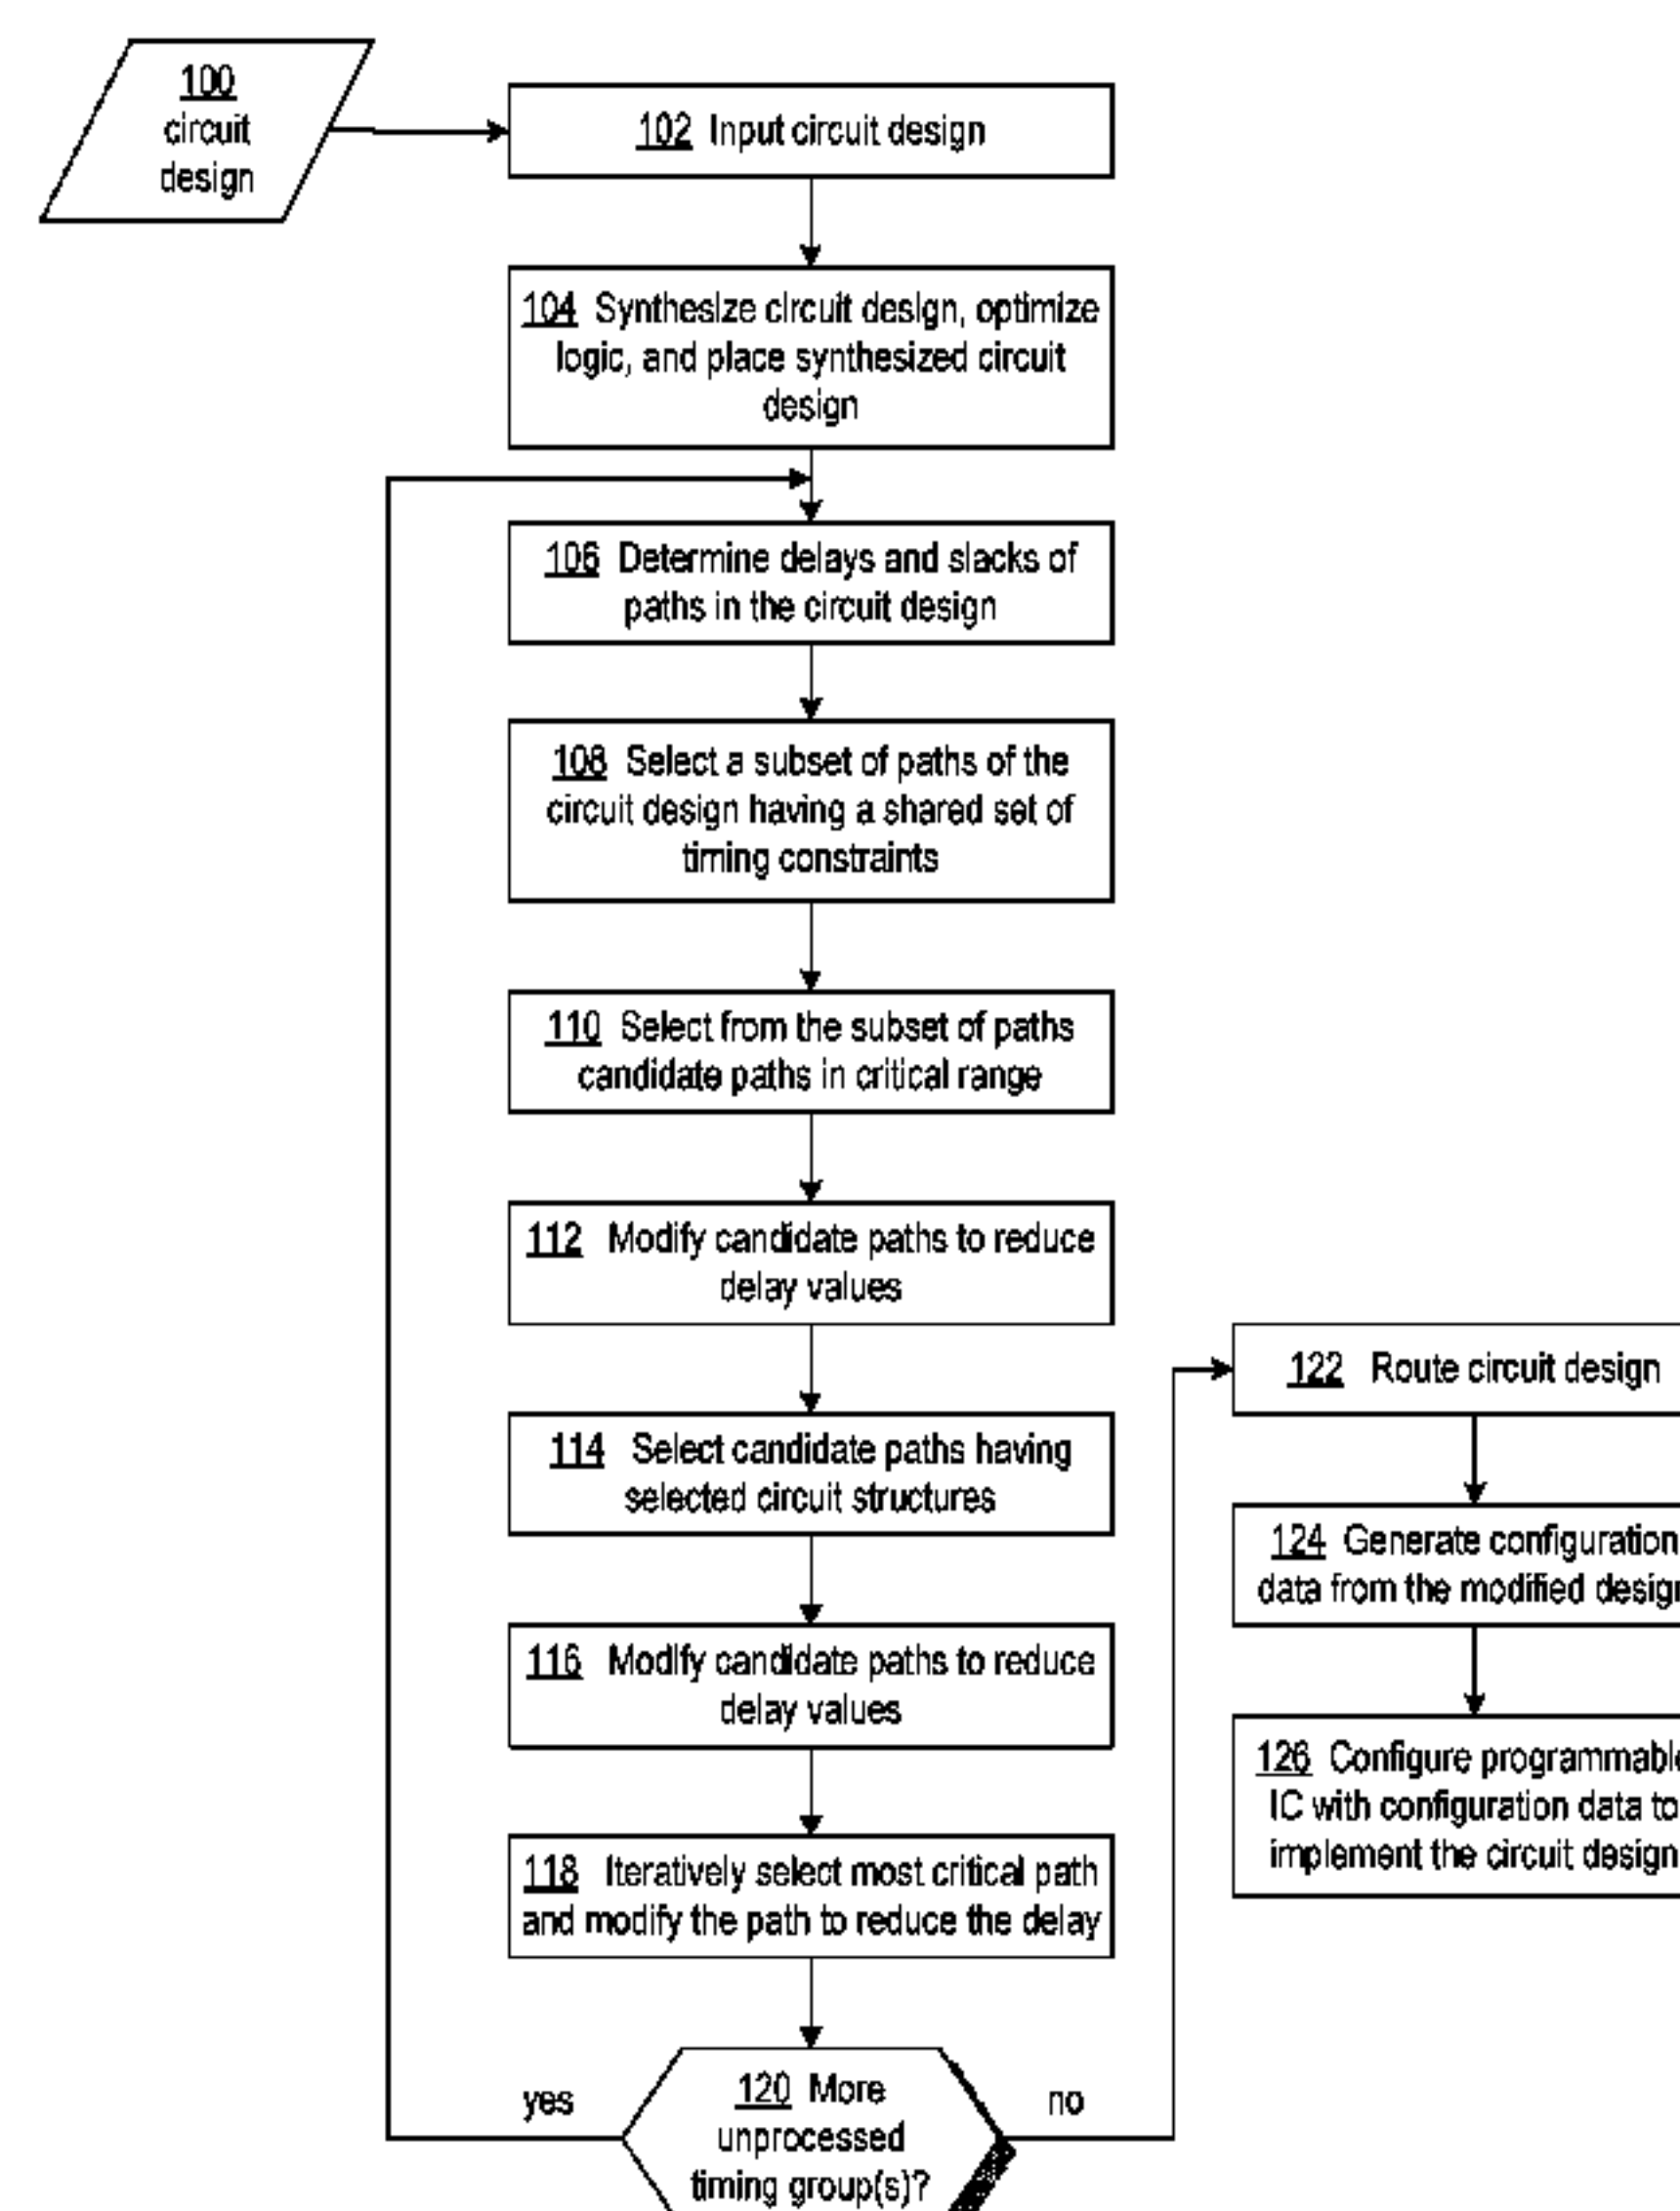 100
circuit
design
102 Input circuit design
104 Synthesize circuit design, optimize
logic, and place synthesized circuit
design
106 Determine delays and slacks of
paths in the circuit design
108 Select a subset of paths of the
circuit design having a shared set of
timing constraints
110 Select from the subset of paths
candidate paths in critical range
112 Modify candidate paths to reduce
delay values
114 Select candidate paths having
selected circuit structures
116 Modify candidate paths to reduce
delay values
118 Iteratively select most critical path
and modify the path to reduce the delay
yes
120 More
unprocessed
timing group(s)?
no
122 Route circuit design
124 Generate configuration
data from the modified design
126 Configure programmable
IC with configuration data to
implement the circuit design